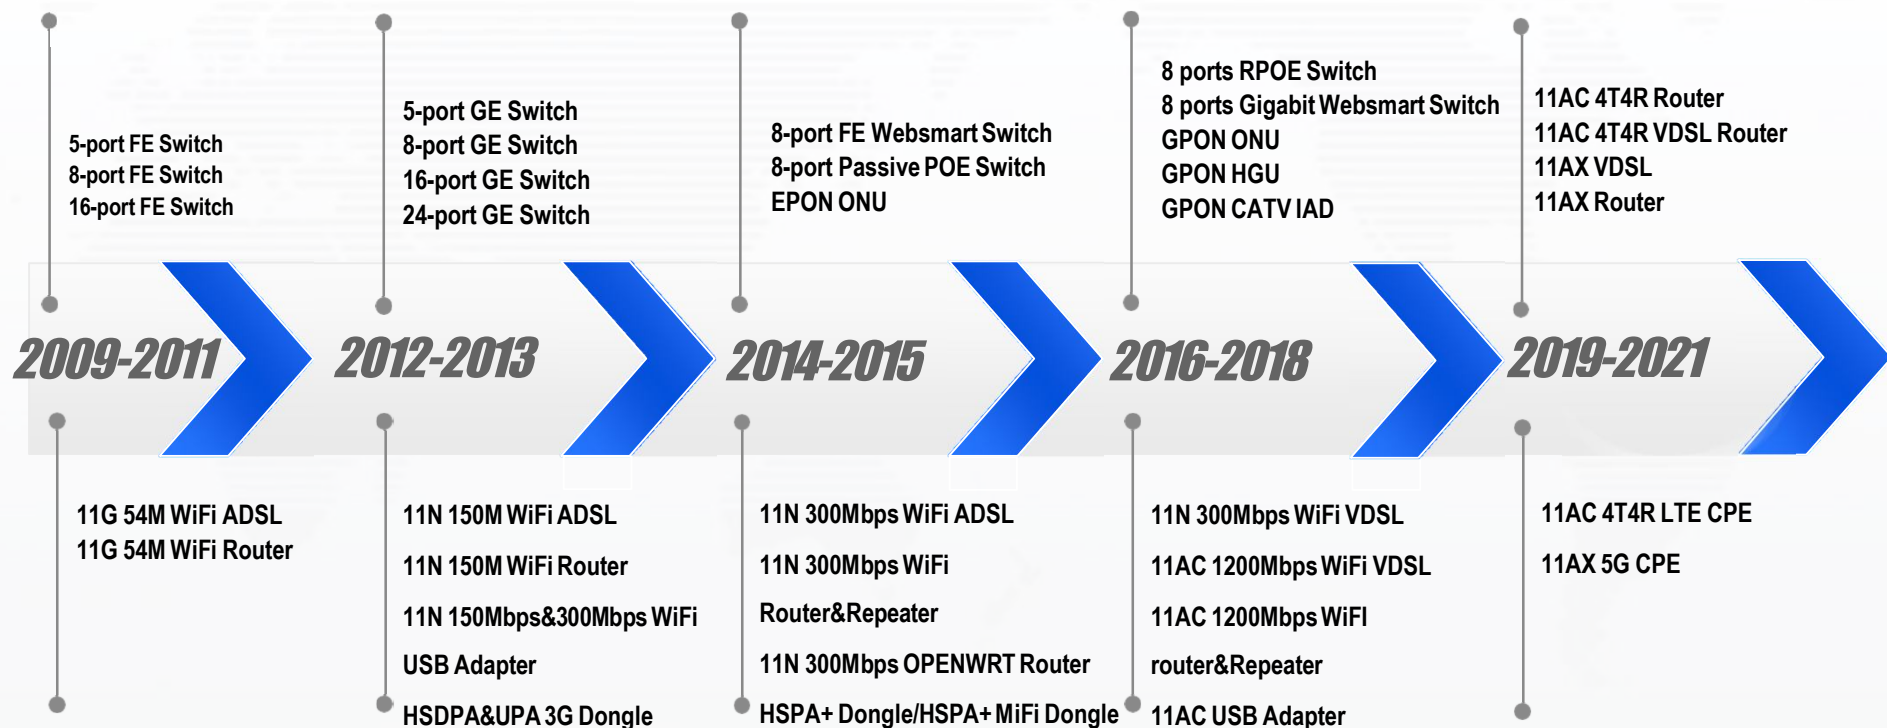 5-port FE Switch
8-port FE Switch
16-port FE Switch
5-port GE Switch
8-port GE Switch
16-port GE Switch
24-port GE Switch
8-port FE Websmart Switch
8-port Passive POE Switch
EPON ONU
8 ports RPOE Switch
8 ports Gigabit Websmart Switch
GPON ONU
GPON HGU
GPON CATV IAD
11AC 4T4R Router
11AC 4T4R VDSL Router
11AX VDSL
11AX Router
2009-2011
2012-2013
2014-2015
2016-2018
2019-2021
11G 54M WiFi ADSL
11G 54M WiFi Router
11N 150M WiFi ADSL
11N 150M WiFi Router
11N 150Mbps&300Mbps WiFi
USB Adapter
HSDPA&UPA 3G Dongle
11N 300Mbps WiFi ADSL
11N 300Mbps WiFi
Router&Repeater
11N 300Mbps OPENWRT Router
HSPA+ Dongle/HSPA+ MiFi Dongle
11N 300Mbps WiFi VDSL
11AC 1200Mbps WiFi VDSL
11AC 1200Mbps WiFI
router&Repeater
11AC USB Adapter
11AC 4T4R LTE CPE
11AX 5G CPE